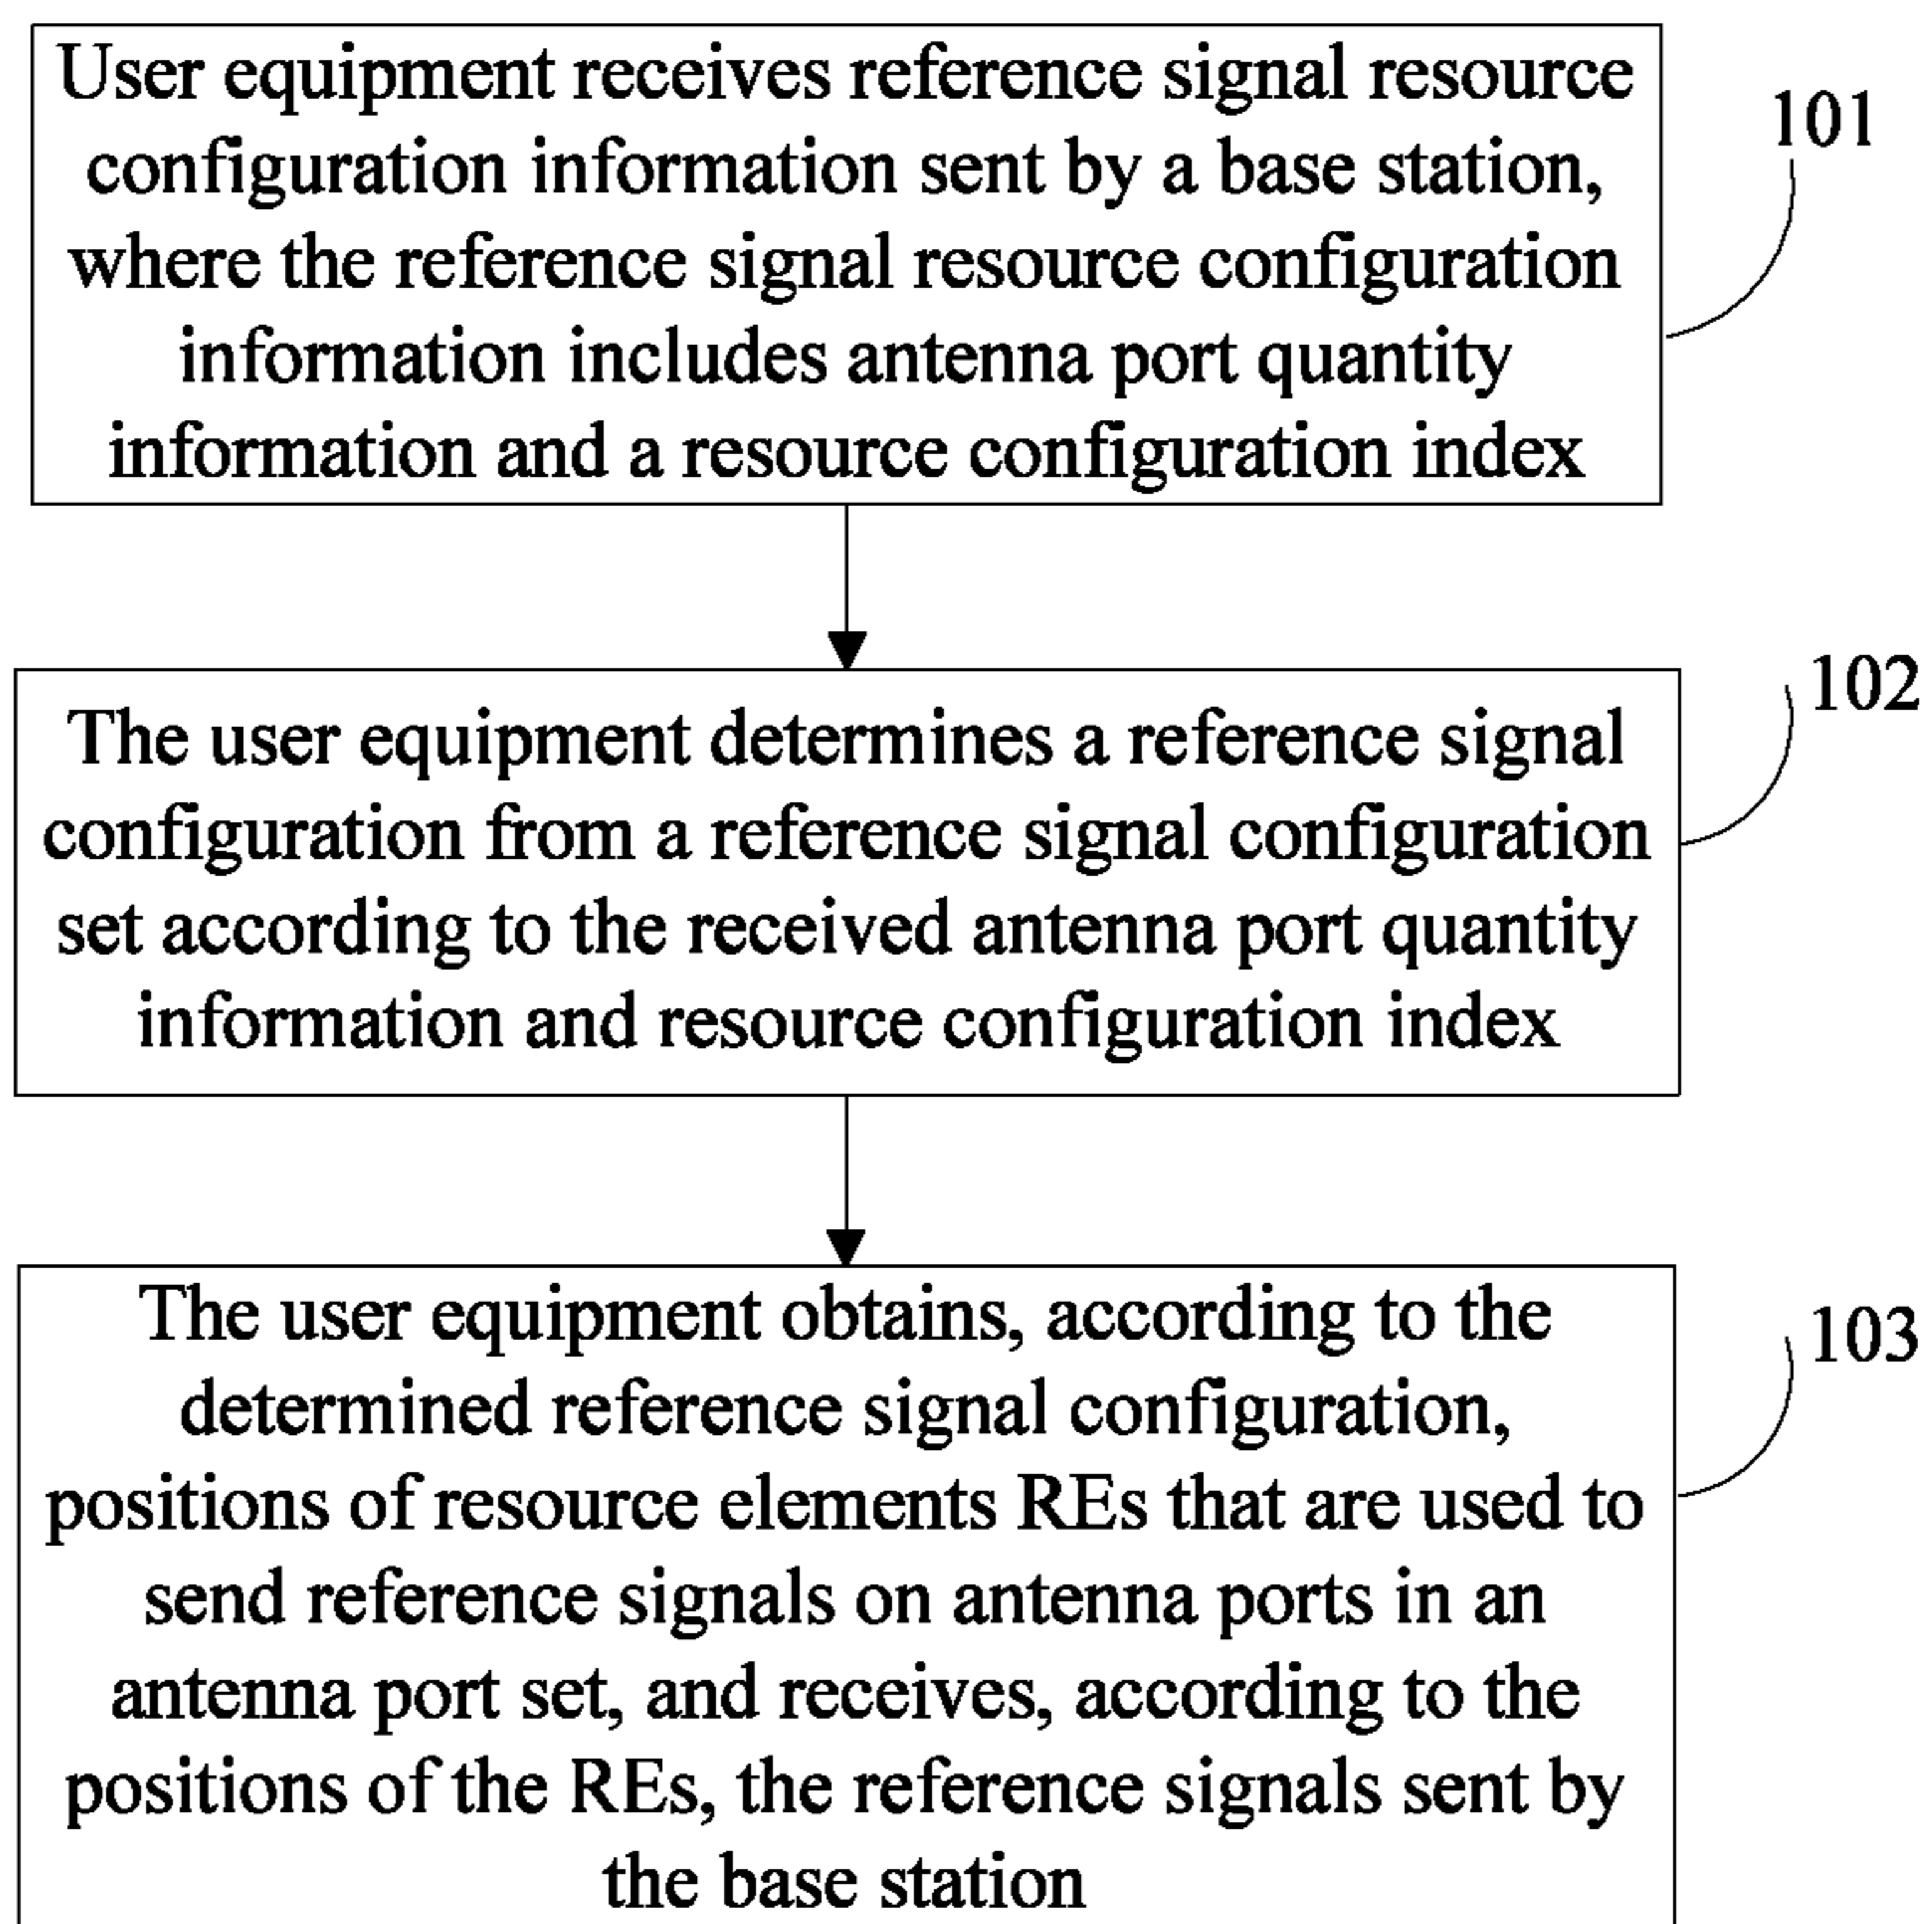 User equipment receives reference signal resource
configuration information sent by a base station,
where the reference signal resource configuration
information includes antenna port quantity
information and a resource configuration index
101
The user equipment determines a reference signal
configuration from a reference signal configuration
set according to the received antenna port quantity
information and resource configuration index
102
The user equipment obtains, according to the
determined reference signal configuration,
positions of resource elements REs that are used to
send reference signals on antenna ports in an
antenna port set, and receives, according to the
positions of the REs, the reference signals sent by
the base station
103